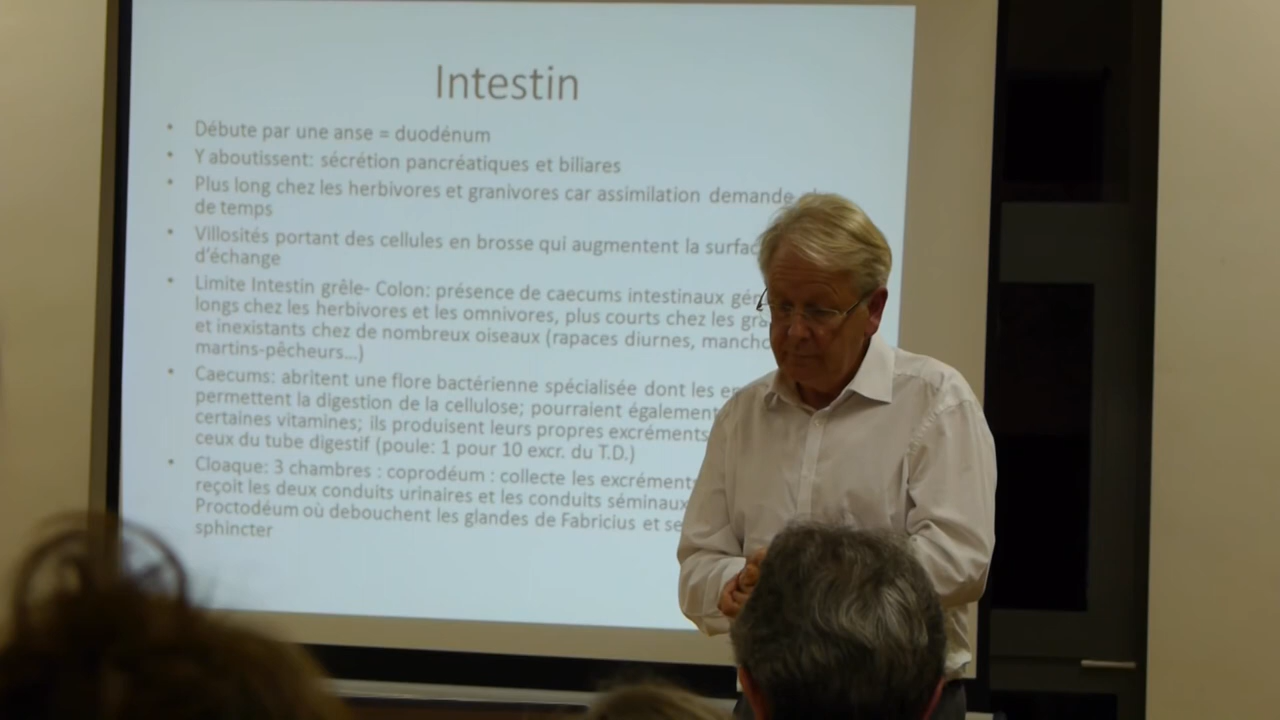 Intestin
• Débute par une anse = duodénum
• Y aboutissent: sécrétion pancréatiques et biliares
• Plus long chez les herbivores et granivores car assimilation demande
de temps
• Villosités portant des cellules en brosse qui augmentent la
d'échange
• Limite Intestin grêle- Colon: présence de caecums intestinaux
longs chez les herbivores et les omnivores, plus courts chez les
et inexistants chez de nombreux oiseaux (rapaces diurnes,
martins-pêcheurs...)
• Caecums: abritent une flore bactérienne spécialisée dont les
permettent la digestion de la cellulose; pourraient également
certaines vitamines; ils produisent leurs propres excréments
ceux du tube digestif (poule: 1 pour 10 excr. du T.D.)
• Cloaque: 3 chambres : coprodéum : collecte les excréments
reçoit les deux conduits urinaires et les conduits séminaux
Proctodéum où debouchent les glandes de Fabricius et
sphincter